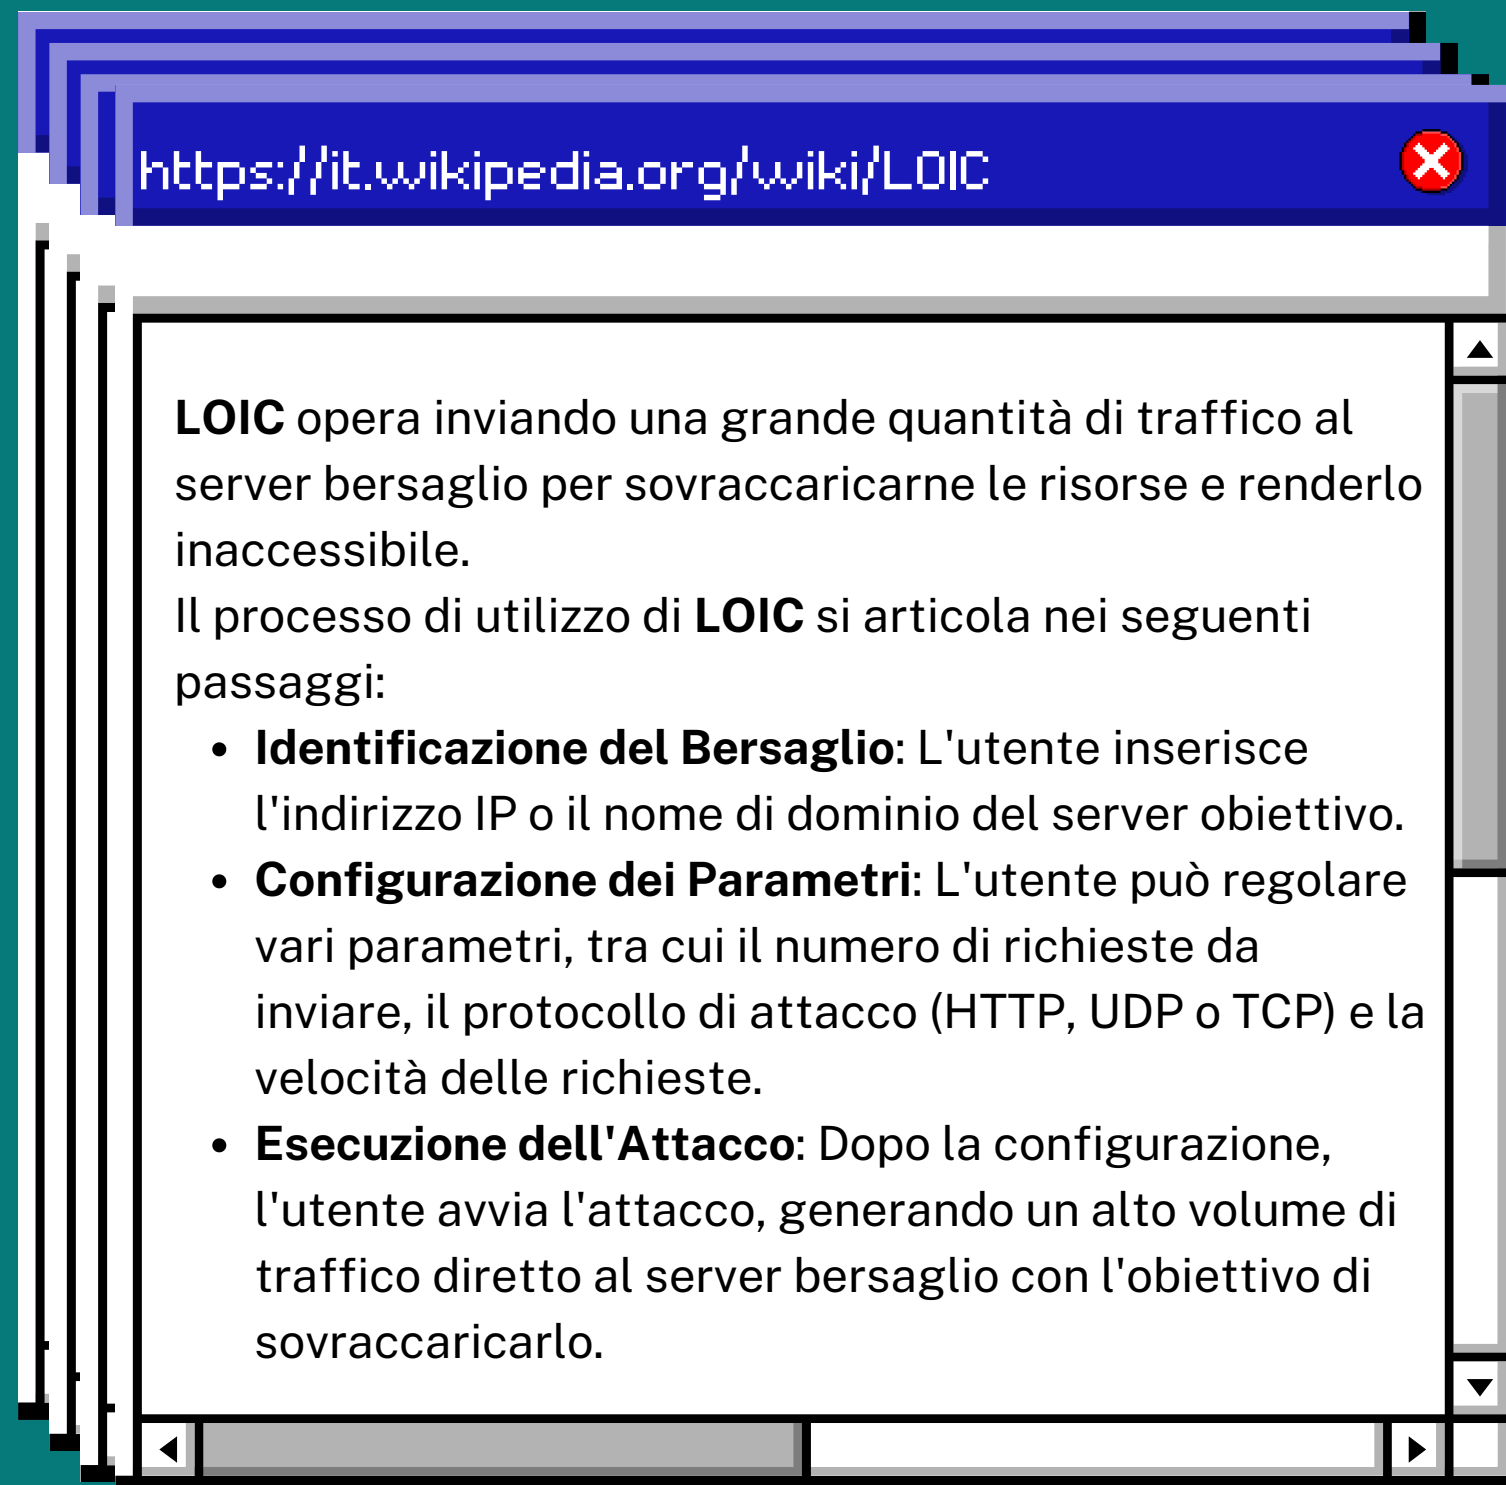 https://it.wikipedia.org/wiki/LOIC
LOIC opera inviando una grande quantità di traffico al
server bersaglio per sovraccaricarne le risorse e renderlo
inaccessibile.
Il processo di utilizzo di LOIC si articola nei seguenti
passaggi:
• Identificazione del Bersaglio: L'utente inserisce
l'indirizzo IP o il nome di dominio del server obiettivo.
• Configurazione dei Parametri: L'utente può regolare
vari parametri, tra cui il numero di richieste da
inviare, il protocollo di attacco (HTTP, UDP o TCP) e la
velocità delle richieste.
• Esecuzione dell'Attacco: Dopo la configurazione,
l'utente avvia l'attacco, generando un alto volume di
traffico diretto al server bersaglio con l'obiettivo di
sovraccaricarlo.